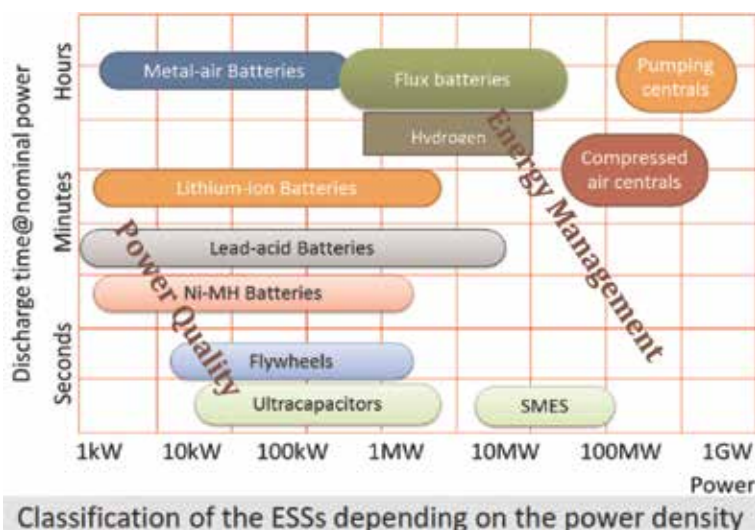 Discharge time@nominal power
Hours
Minutes
Seconds
Metal-air Batteries
Flux batteries
Pumping
centrals
Hydrogen
Compressed
air centrals
Lithium-ion Batteries
Lead-acid Batteries
Ni-MH Batteries
Flywheels
Ultracapacitors
SMES
Power Quality
Energy Management
1kW
10kW
100kW
1MW
10MW
100MW
1GW
Power
Classification of the ESSs depending on the power density